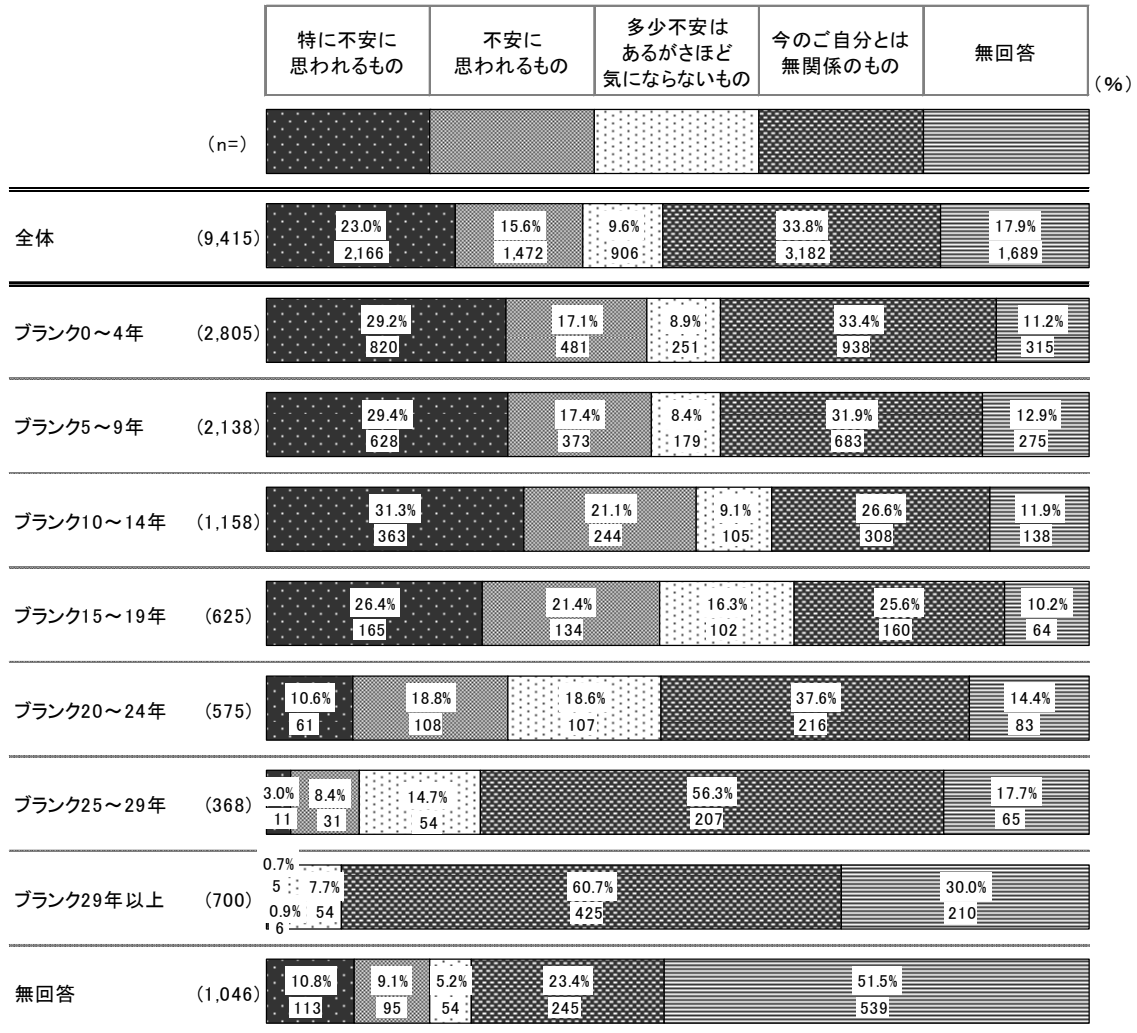 特に不安に
思われるもの
不安に
思われるもの
多少不安は
あるがさほど
気にならないもの
今のご自分とは
無関係のもの
無回答
(%)
(n=)
全体 (9,415) 23.0% 15.6% 9.6% 33.8% 17.9%
2,166 1,472 906 3,182 1,689
ブランク0～4年 (2,805) 29.2% 17.1% 8.9% 33.4% 11.2%
820 481 251 938 315
ブランク5～9年 (2,138) 29.4% 17.4% 8.4% 31.9% 12.9%
628 373 179 683 275
ブランク10～14年 (1,158) 31.3% 21.1% 9.1% 26.6% 11.9%
363 244 105 308 138
ブランク15～19年 (625) 26.4% 21.4% 16.3% 25.6% 10.2%
165 134 102 160 64
ブランク20～24年 (575) 10.6% 18.8% 18.6% 37.6% 14.4%
61 108 107 216 83
ブランク25～29年 (368) 3.0% 8.4% 14.7% 56.3% 17.7%
11 31 54 207 65
ブランク29年以上 (700) 0.7%
5 7.7% 60.7% 30.0%
0.9% 54 425 210
6
無回答 (1,046) 10.8% 9.1% 5.2% 23.4% 51.5%
113 95 54 245 539